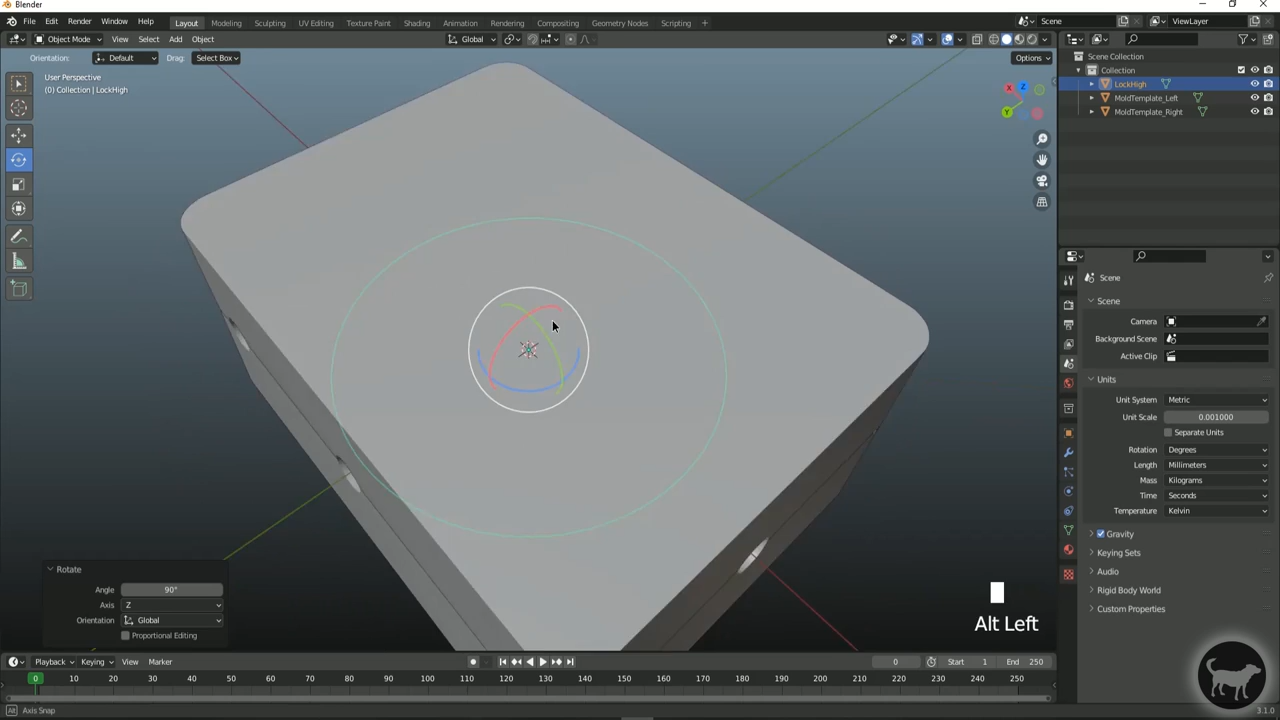 Blender
File Edit Render Window Help Layout Modeling Sculpting UV Editing Texture Paint Shading Animation Rendering Compositing Geometry Nodes Scripting + Scene ViewLayer
Object Mode View Select Add Object Global
Orientation: Default Drag: Select Box Options
User Perspective
(0) Collection | LockHigh
Scene Collection
Collection
LockHigh
MoldTemplate_Left
MoldTemplate_Right
X Z
Y
Scene
Scene
Camera
Background Scene
Active Clip
Units
Unit System Metric
Unit Scale 0.001000
Separate Units
Rotation Degrees
Length Millimeters
Mass Kilograms
Time Seconds
Temperature Kelvin
Gravity
Keying Sets
Audio
Rigid Body World
Custom Properties
Rotate
Angle 90°
Axis Z
Orientation Global
Proportional Editing
Alt Left
Playback Keying View Marker 0 Start 1 End 250
0 10 20 30 40 50 60 70 80 90 100 110 120 130 140 150 160 170 180 190 200 210 220 230 240 250
Alt Axis Snap 3.1.0